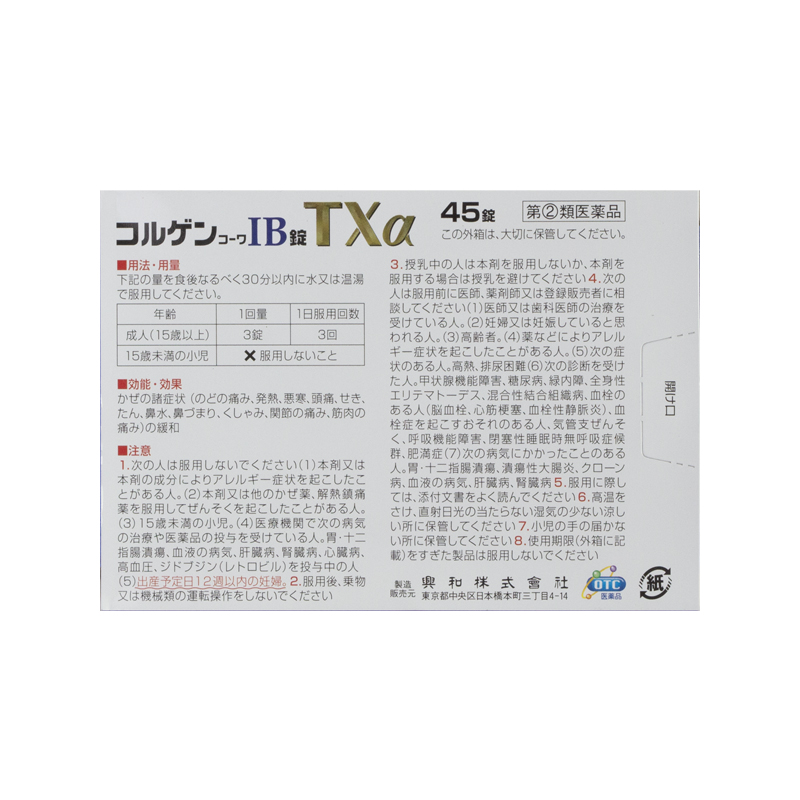 コルゲンコーワIB錠TXα
45錠 第②類医薬品
この外箱は、大切に保管してください。
■用法・用量
下記の量を食後なるべく30分以内に水又は温湯
で服用してください。
年齢 1回量 1日服用回数
成人(15歳以上) 3錠 3回
15歳未満の小児 ✕ 服用しないこと
■効能・効果
かぜの諸症状 (のどの痛み、発熱、悪寒、頭痛、せき、
たん、鼻水、鼻づまり、くしゃみ、関節の痛み、筋肉の
痛み)の緩和
■注意
1.次の人は服用しないでください(1)本剤又は
本剤の成分によりアレルギー症状を起こしたこ
とがある人。(2)本剤又は他のかぜ薬、解熱鎮痛
薬を服用してぜんそくを起こしたことがある人。
(3)15歳未満の小児。(4)医療機関で次の病気
の治療や医薬品の投与を受けている人。胃・十二
指腸潰瘍、血液の病気、肝臓病、腎臓病、心臓病、
高血圧、ジドブジン(レトロビル)を投与中の人
(5)出産予定日12週以内の妊婦。2.服用後、乗物
又は機械類の運転操作をしないでください
3.授乳中の人は本剤を服用しないか、本剤を
服用する場合は授乳を避けてください4.次の
人は服用前に医師、薬剤師又は登録販売者に相
談してください(1)医師又は歯科医師の治療を
受けている人。(2)妊婦又は妊娠していると思
われる人。(3)高齢者。(4)薬などによりアレル
ギー症状を起こしたことがある人。(5)次の症状
のある人。高熱、排尿困難(6)次の診断を受け
た人。甲状腺機能障害、糖尿病、緑内障、全身性
エリテマトーデス、混合性結合組織病、血栓の
ある人(脳血栓、心筋梗塞、血栓性静脈炎)、血
栓症を起こすおそれのある人、気管支ぜんそ
く、呼吸機能障害、閉塞性睡眠時無呼吸症候
群、肥満症(7)次の病気にかかったことのある
人。胃・十二指腸潰瘍、潰瘍性大腸炎、クローン
病、血液の病気、肝臓病、腎臓病5.服用に際し
ては、添付文書をよく読んでください6.高温を
さけ、直射日光の当たらない湿気の少ない涼し
い所に保管してください7.小児の手の届かな
い所に保管してください8.使用期限(外箱に記
載)をすぎた製品は服用しないでください
製造
販売元 興和株式會社
東京都中央区日本橋本町三丁目4-14
OTC
医薬品
紙
開け口